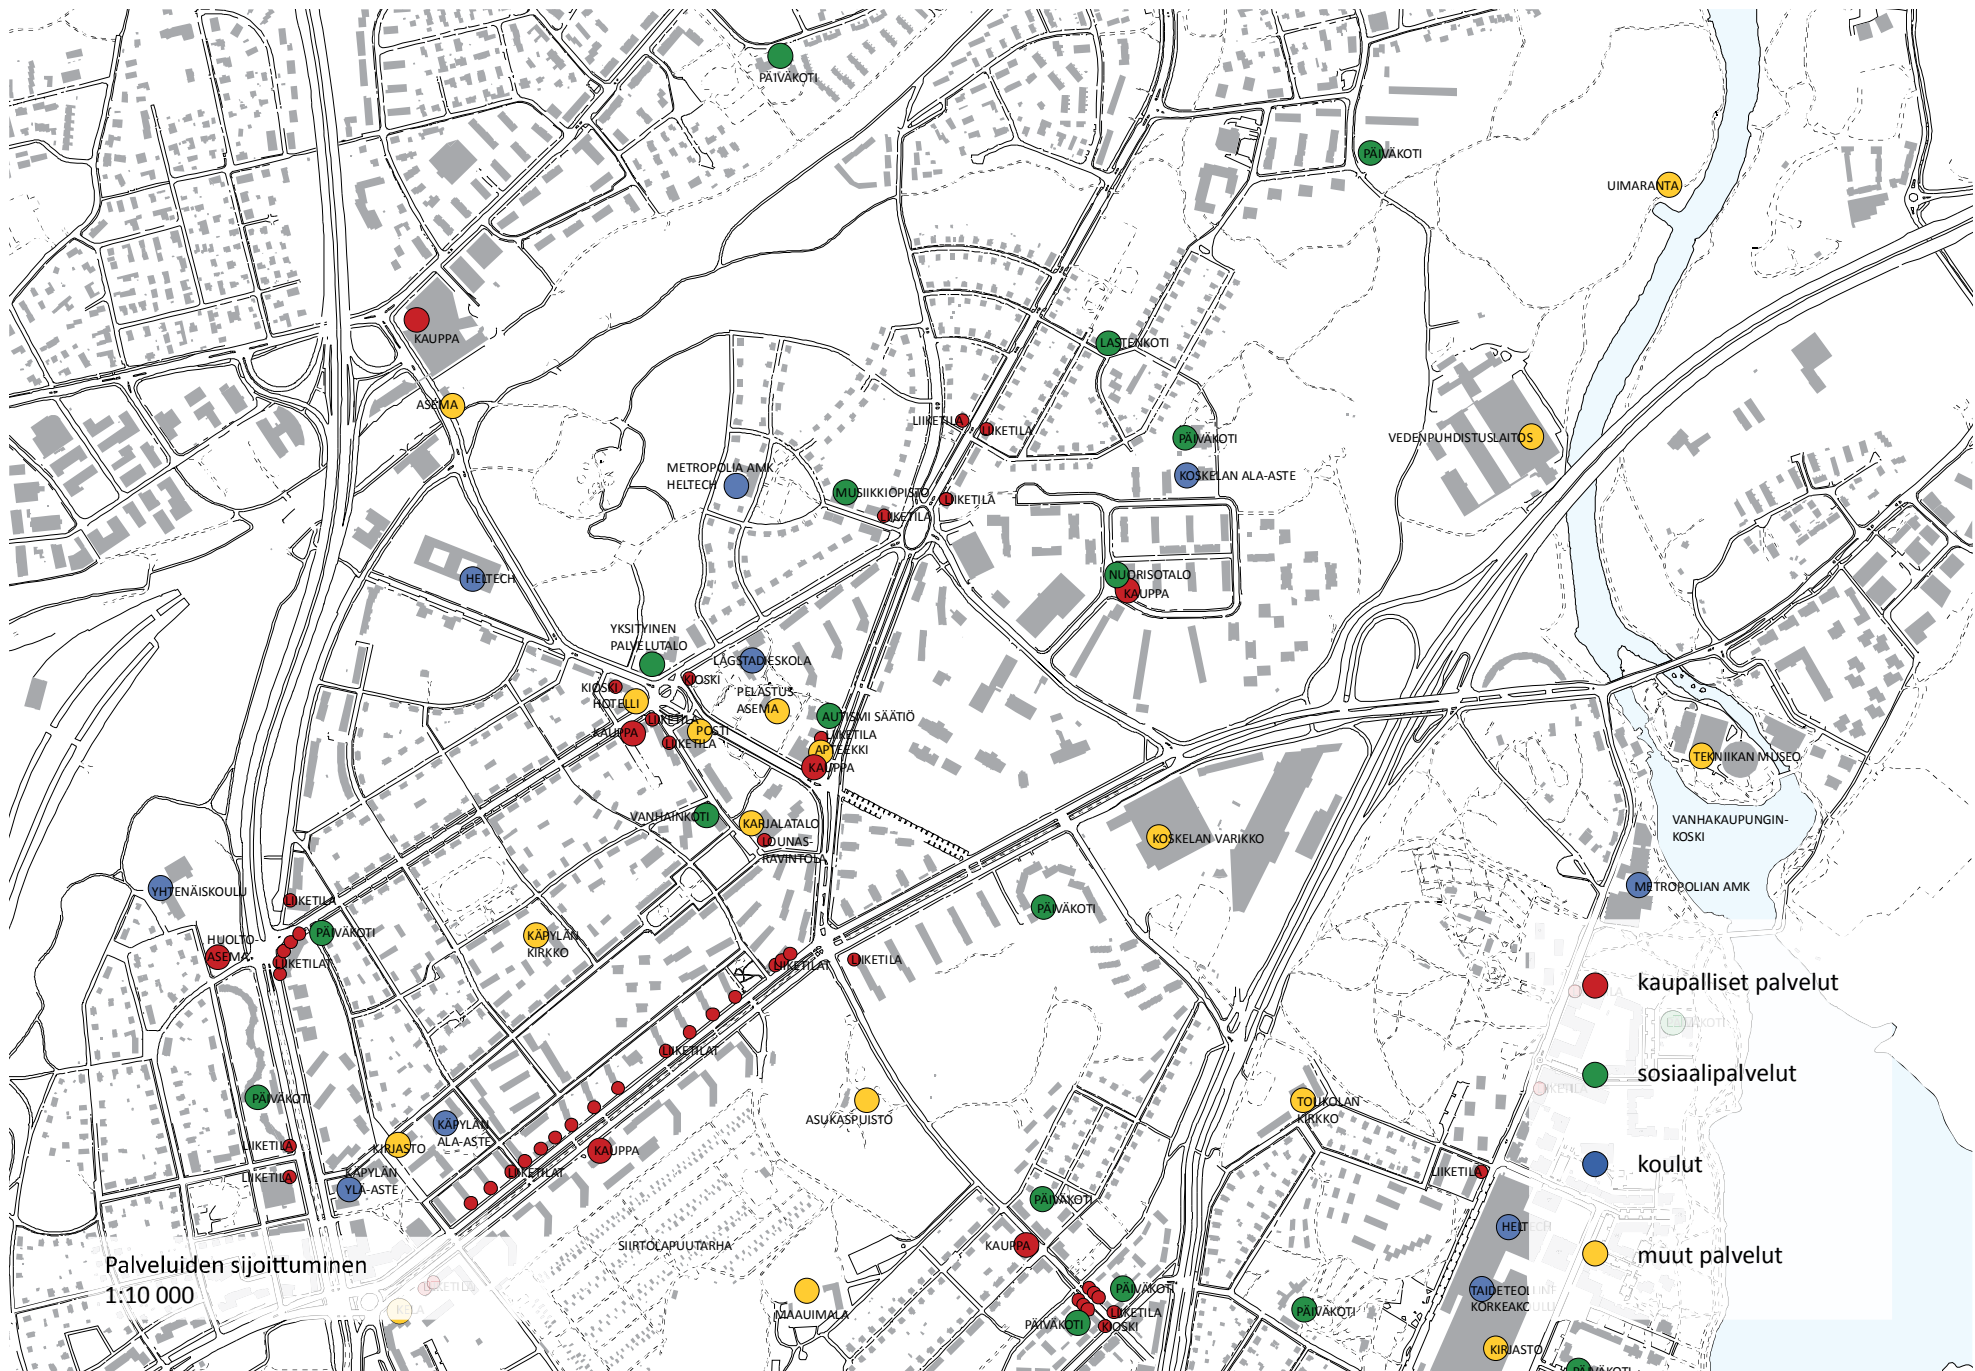 PÄIVÄKOTI
PÄIVÄKOTI
UIMARANTA
KAUPPA
LASTENKOTI
ASEMA
LIIKETILA
LIIKETILA
PÄIVÄKOTI
VEDENPUHDISTUSLAITOS
METROPOLIA AMK
HELTECH
KOSKELAN ALA-ASTE
MUSIIKKIOPISTO
LIIKETILA
LIIKETILA
HELTECH
NUORISOTALO
KAUPPA
YKSITYINEN
PALVELUTALO
LÅGSTADIESKOLA
KIOSKI
KIOSKI
HOTELLI
PELASTUS-
ASEMA
LIIKETILA
AUTISMI SÄÄTIÖ
KAUPPA
POSTI
LIIKETILA
LIIKETILA
APTEEKKI
KAUPPA
TEKNIIKAN MUSEO
VANHAINKOTI
KARJALATALO
LOUNAS-
RAVINTOLA
KOSKELAN VARIKKO
VANHAKAUPUNGIN-
KOSKI
YHTENÄISKOULU
LIIKETILA
METROPOLIAN AMK
PÄIVÄKOTI
HUOLTO-
ASEMA
PÄIVÄKOTI
KÄPYLÄN
KIRKKO
LIIKETILAT
LIIKETILAT
LIIKETILA
kaupalliset palvelut
LIIKETILAT
sosiaalipalvelut
PÄIVÄKOTI
TOUKOLAN
KIRKKO
ASUKASPUISTO
KÄPYLÄN
ALA-ASTE
LIIKETILA
KIRJASTO
KAUPPA
koulut
LIIKETILA
KÄPYLÄN
YLÄ-ASTE
LIIKETILAT
LIIKETILA
PÄIVÄKOTI
HELTECH
SIIRTOLAPUUTARHA
KAUPPA
muut palvelut
Palveluiden sijoittuminen
1:10 000
LIIKETILA
KELA
MAAUIMALA
PÄIVÄKOTI
LIIKETILA
PÄIVÄKOTI
KIOSKI
PÄIVÄKOTI
KIRJASTO
PÄIVÄKOTI